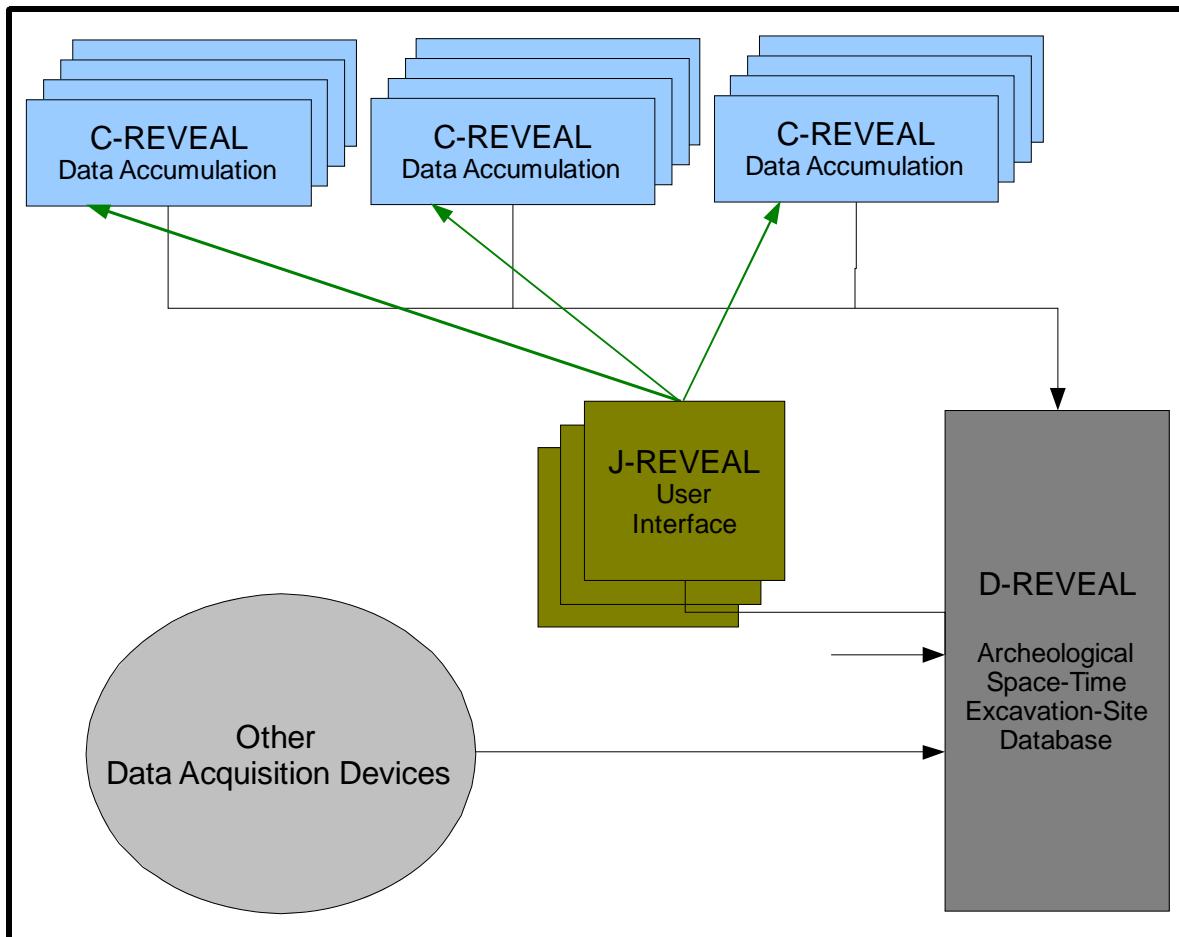 C-REVEAL
Data Accumulation
C-REVEAL
Data Accumulation
C-REVEAL
Data Accumulation
J-REVEAL
User
Interface
D-REVEAL
Archeological
Space-Time
Excavation-Site
Database
Other
Data Acquisition Devices